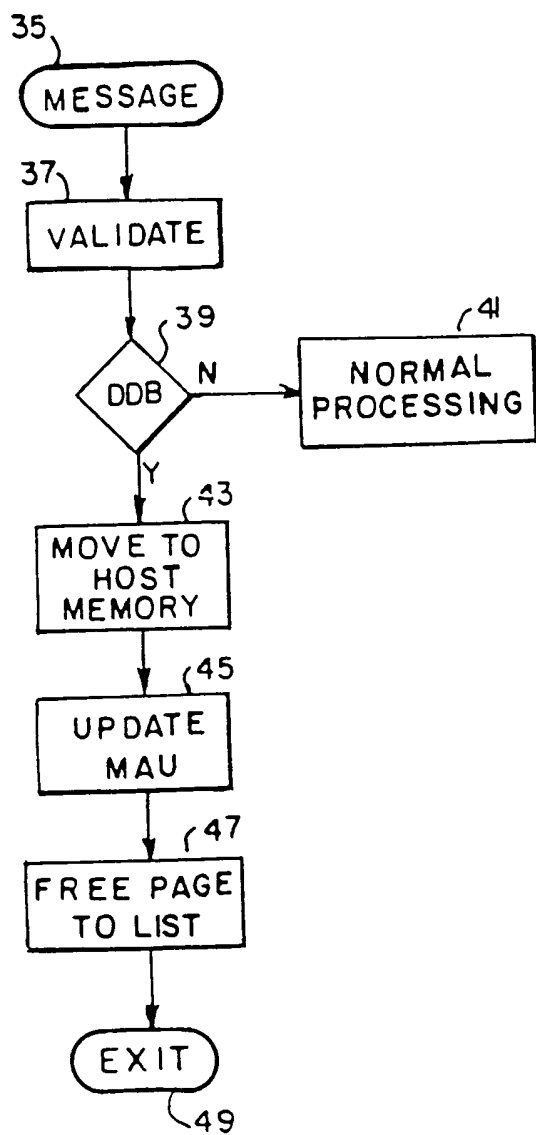 35
MESSAGE
37
VALIDATE
39
DDB
N
41
NORMAL
PROCESSING
Y
43
MOVE TO
HOST
MEMORY
45
UPDATE
MAU
47
FREE PAGE
TO LIST
EXIT
49